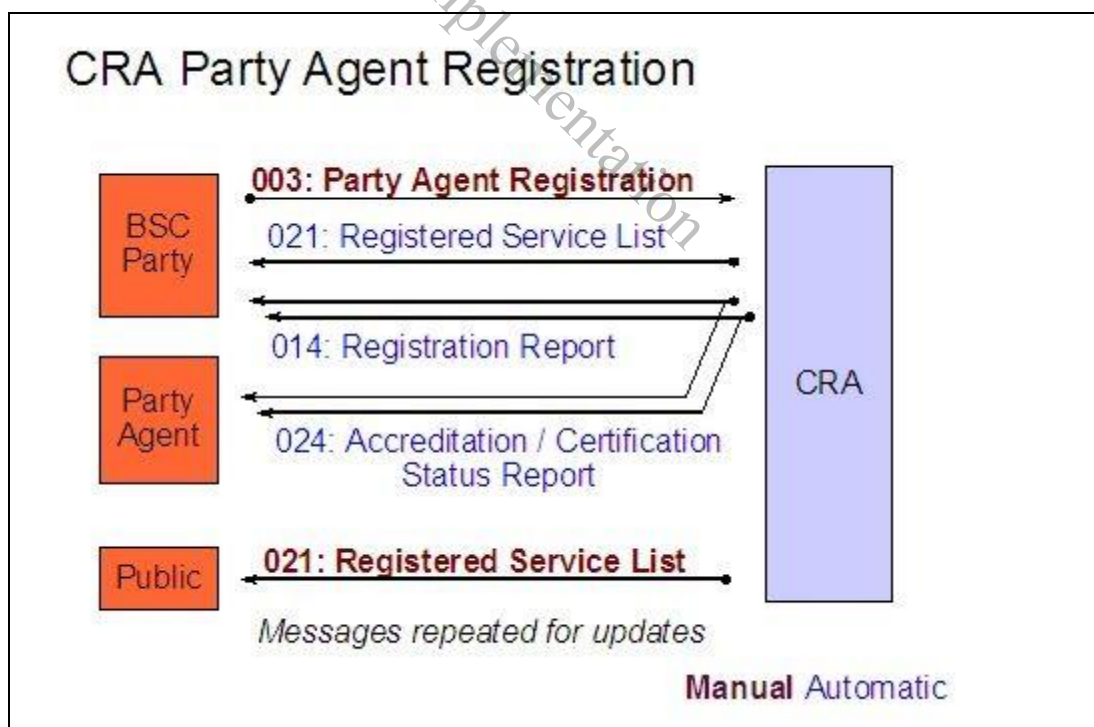 CRA Party Agent Registration
003: Party Agent Registration
BSC
Party
021: Registered Service List
014: Registration Report
Party
Agent
024: Accreditation / Certification
Status Report
CRA
Public
021: Registered Service List
Messages repeated for updates
Manual Automatic